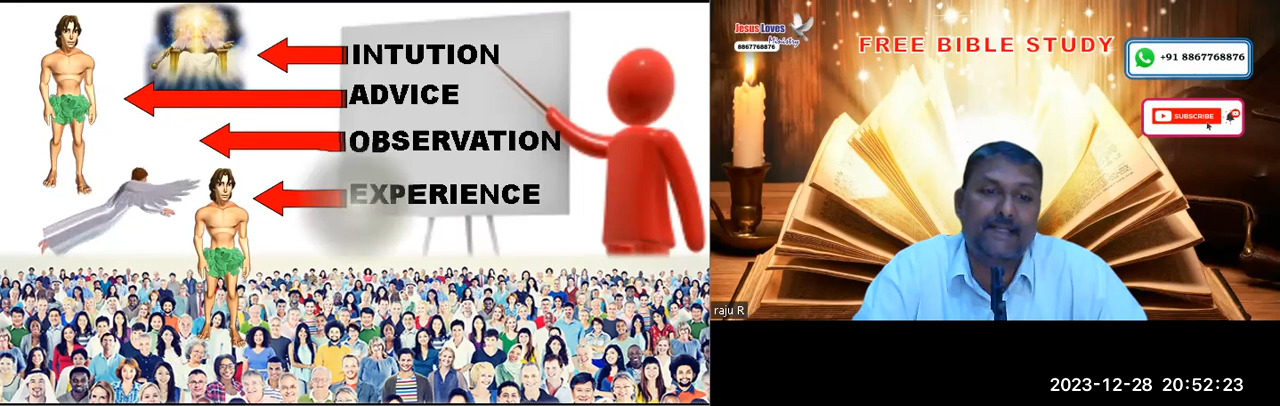 INTUTION
ADVICE
OBSERVATION
EXPERIENCE
Jesus Loves
Ministry
8867768876
FREE BIBLE STUDY
+91 8867768876
SUBSCRIBE
raju R
2023-12-28 20:52:23